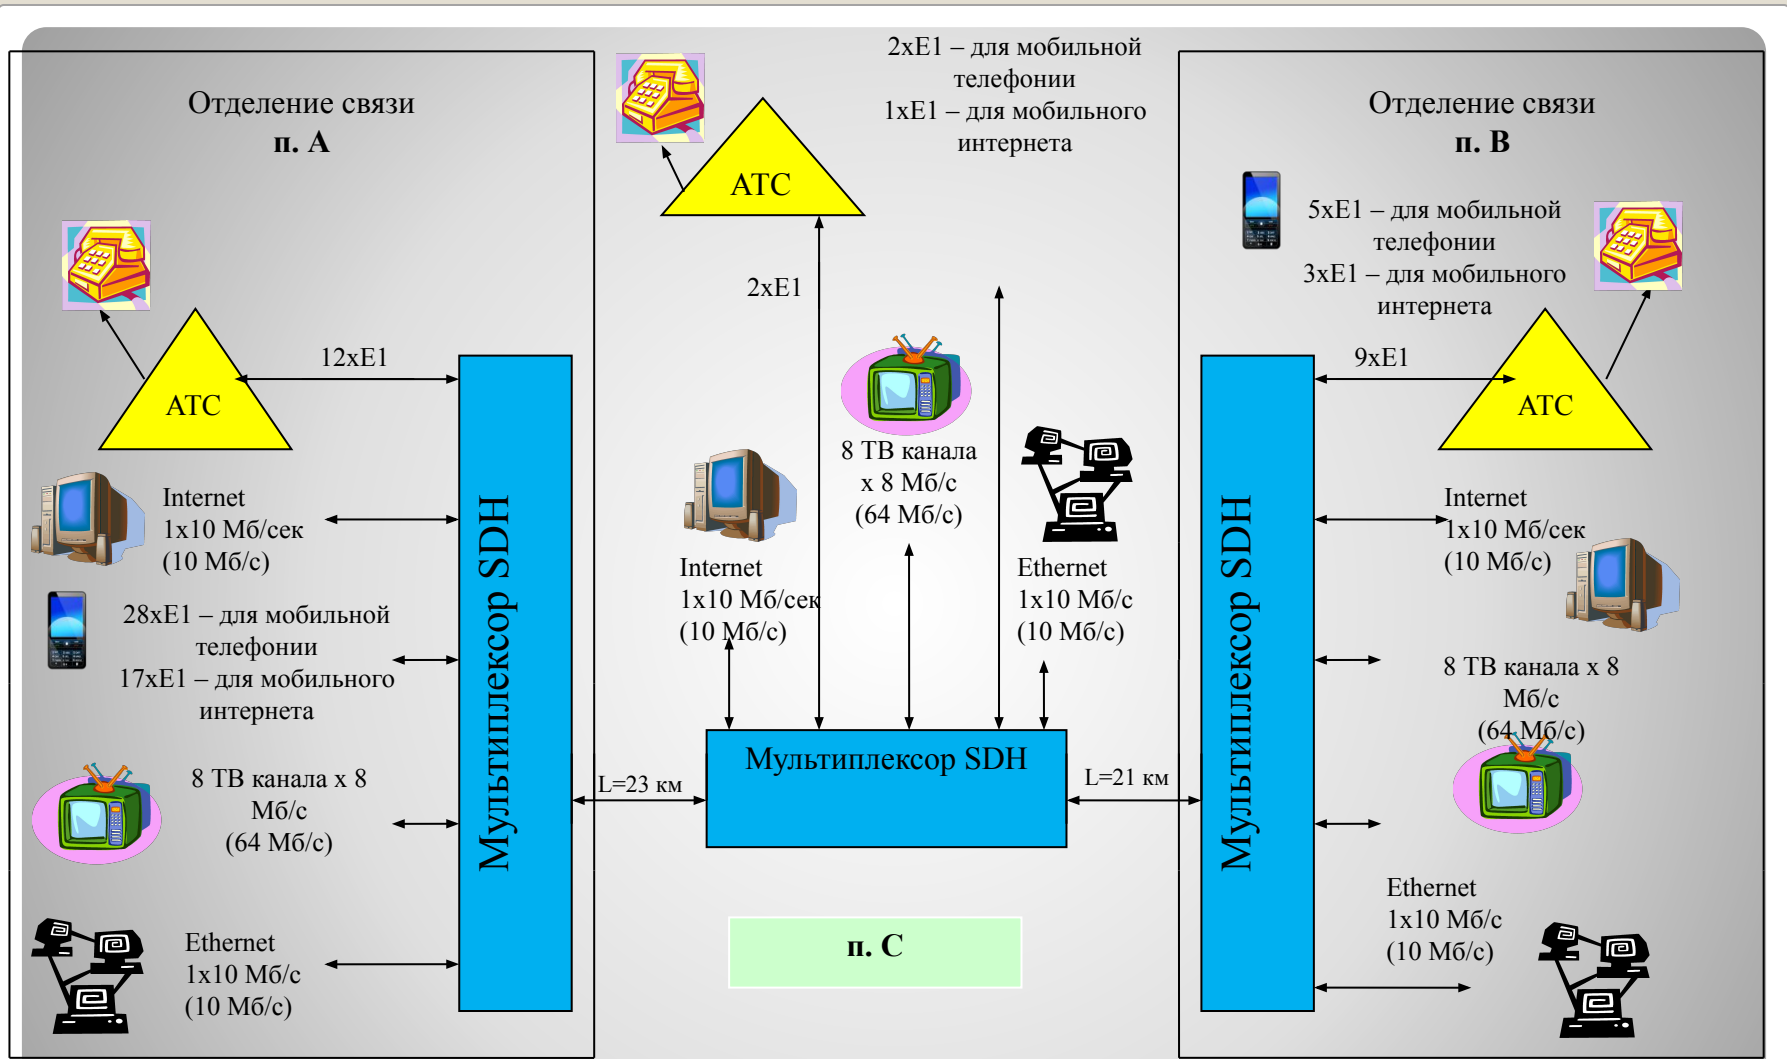 Отделение связи
п. А
12xE1
АТС
Internet
1x10 Мб/сек
(10 Мб/с)
28xE1 – для мобильной
телефонии
17xE1 – для мобильного
интернета
8 ТВ канала x 8
Мб/с
(64 Мб/с)
Ethernet
1x10 Мб/с
(10 Мб/с)
Мультиплексор SDH
L=23 км
2xE1 – для мобильной
телефонии
1xE1 – для мобильного
интернета
АТС
2xE1
8 ТВ канала
x 8 Мб/с
(64 Мб/с)
Internet
1x10 Мб/сек
(10 Мб/с)
Ethernet
1x10 Мб/с
(10 Мб/с)
Мультиплексор SDH
п. С
L=21 км
Отделение связи
п. В
5xE1 – для мобильной
телефонии
3xE1 – для мобильного
интернета
9xE1
АТС
Мультиплексор SDH
Internet
1x10 Мб/сек
(10 Мб/с)
8 ТВ канала x 8
Мб/с
(64 Мб/с)
Ethernet
1x10 Мб/с
(10 Мб/с)